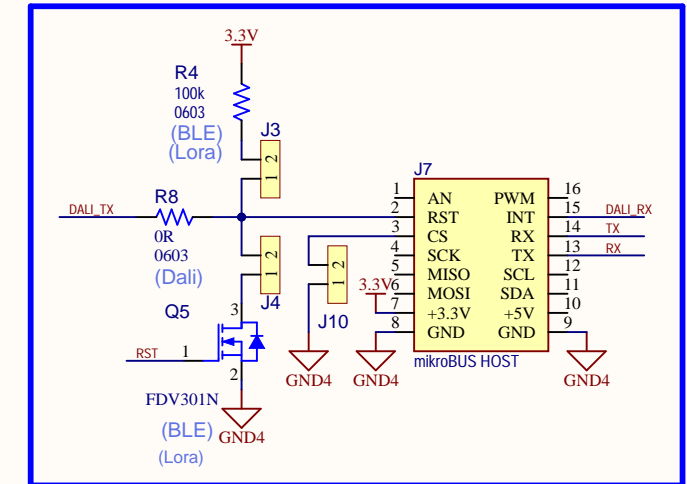 3.3V
R4
100k
0603
(BLE)
(Lora)
J3
1 2
DALI_TX
R8
0R
0603
(Dali)
J4
1 2
Q5
3
RST
1
2
FDV301N
(BLE)
(Lora)
GND4
J10
1 2
GND4
3.3V
GND4
J7
1 AN PWM 16
2 RST INT 15 DALI_RX
3 CS RX 14 TX
4 SCK TX 13 RX
5 MISO SCL 12
6 MOSI SDA 11
7 +3.3V +5V 10
8 GND GND 9
mikroBUS HOST
GND4